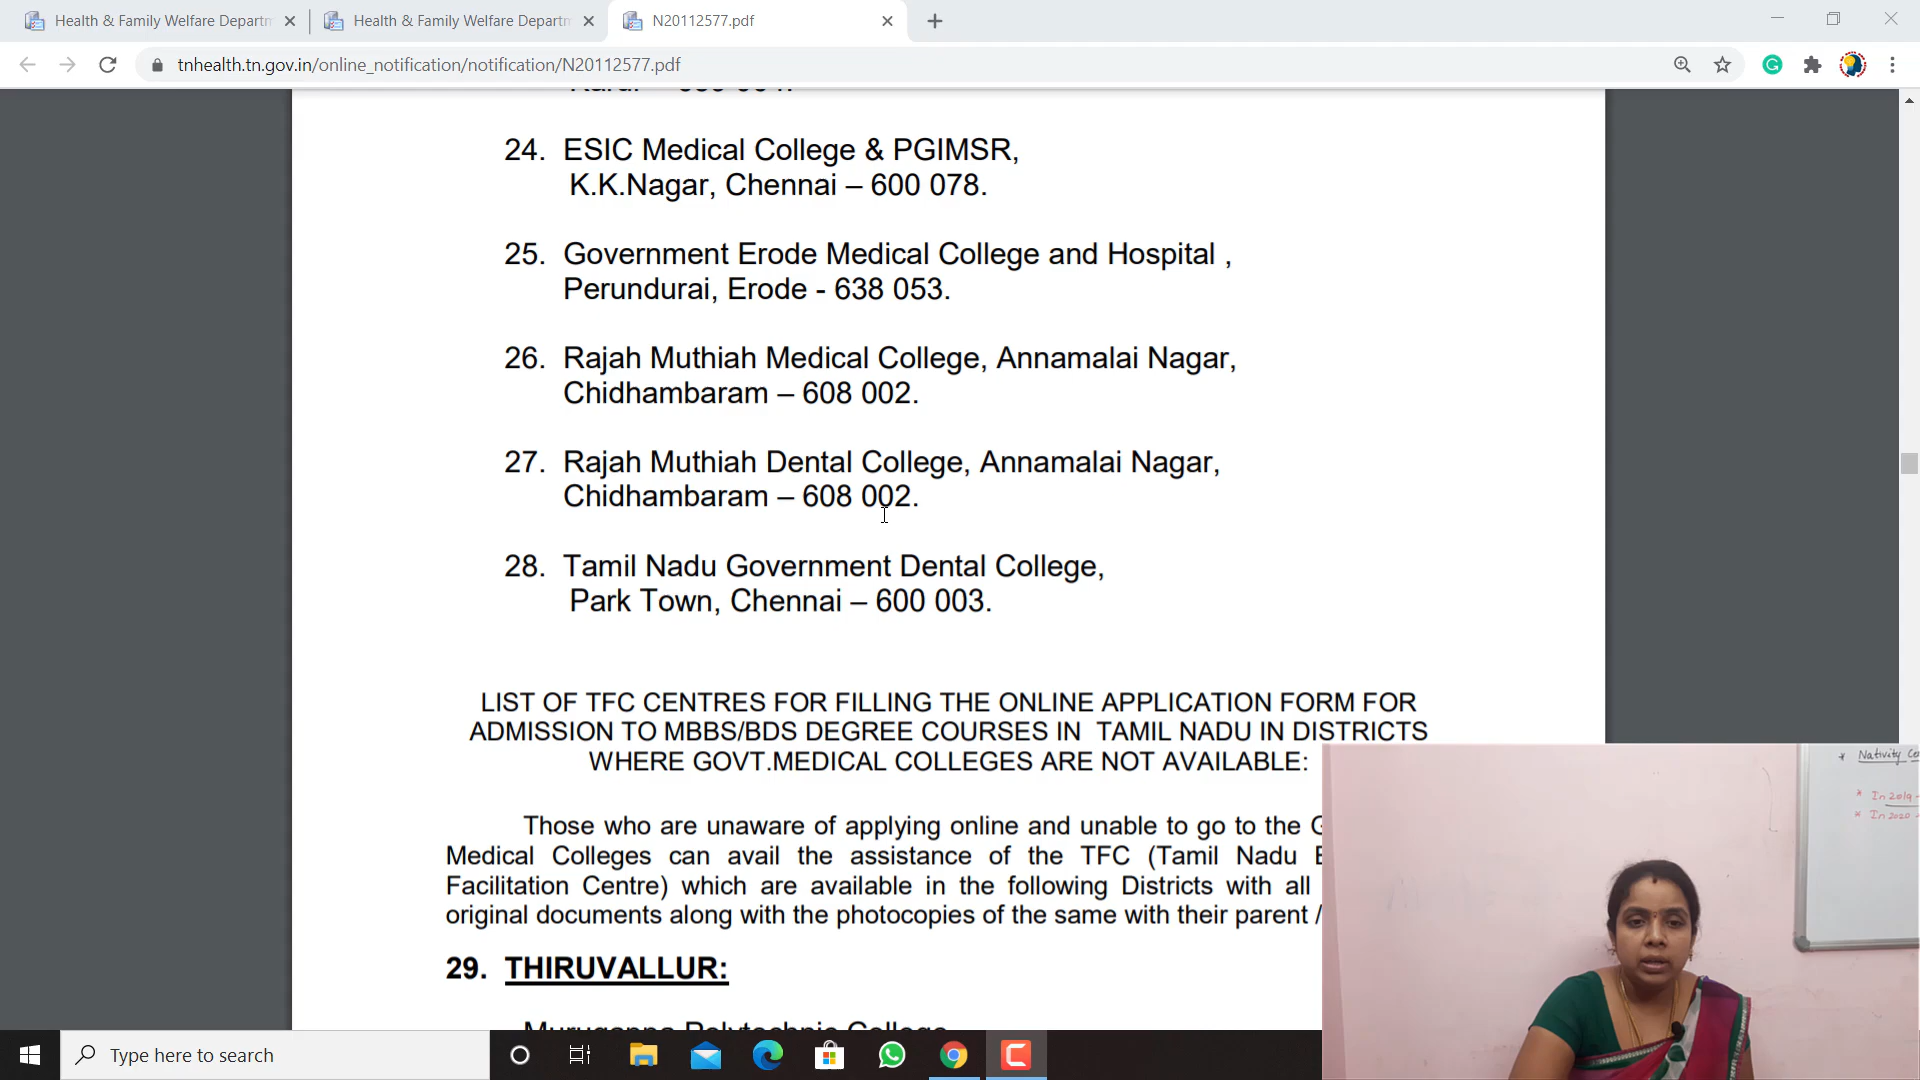 Health & Family Welfare Departm
Health & Family Welfare Departm
N20112577.pdf
tnhealth.tn.gov.in/online_notification/notification/N20112577.pdf
24. ESIC Medical College & PGIMSR,
K.K.Nagar, Chennai – 600 078.
25. Government Erode Medical College and Hospital ,
Perundurai, Erode - 638 053.
26. Rajah Muthiah Medical College, Annamalai Nagar,
Chidhambaram – 608 002.
27. Rajah Muthiah Dental College, Annamalai Nagar,
Chidhambaram – 608 002.
28. Tamil Nadu Government Dental College,
Park Town, Chennai – 600 003.
LIST OF TFC CENTRES FOR FILLING THE ONLINE APPLICATION FORM FOR
ADMISSION TO MBBS/BDS DEGREE COURSES IN TAMIL NADU IN DISTRICTS
WHERE GOVT.MEDICAL COLLEGES ARE NOT AVAILABLE:
* Nativity Ce
* In 2019-
* In 2020
Those who are unaware of applying online and unable to go to the
Medical Colleges can avail the assistance of the TFC (Tamil Nadu
Facilitation Centre) which are available in the following Districts with all
original documents along with the photocopies of the same with their parent /
29. THIRUVALLUR:
Murugappa Polytechnic College
Type here to search